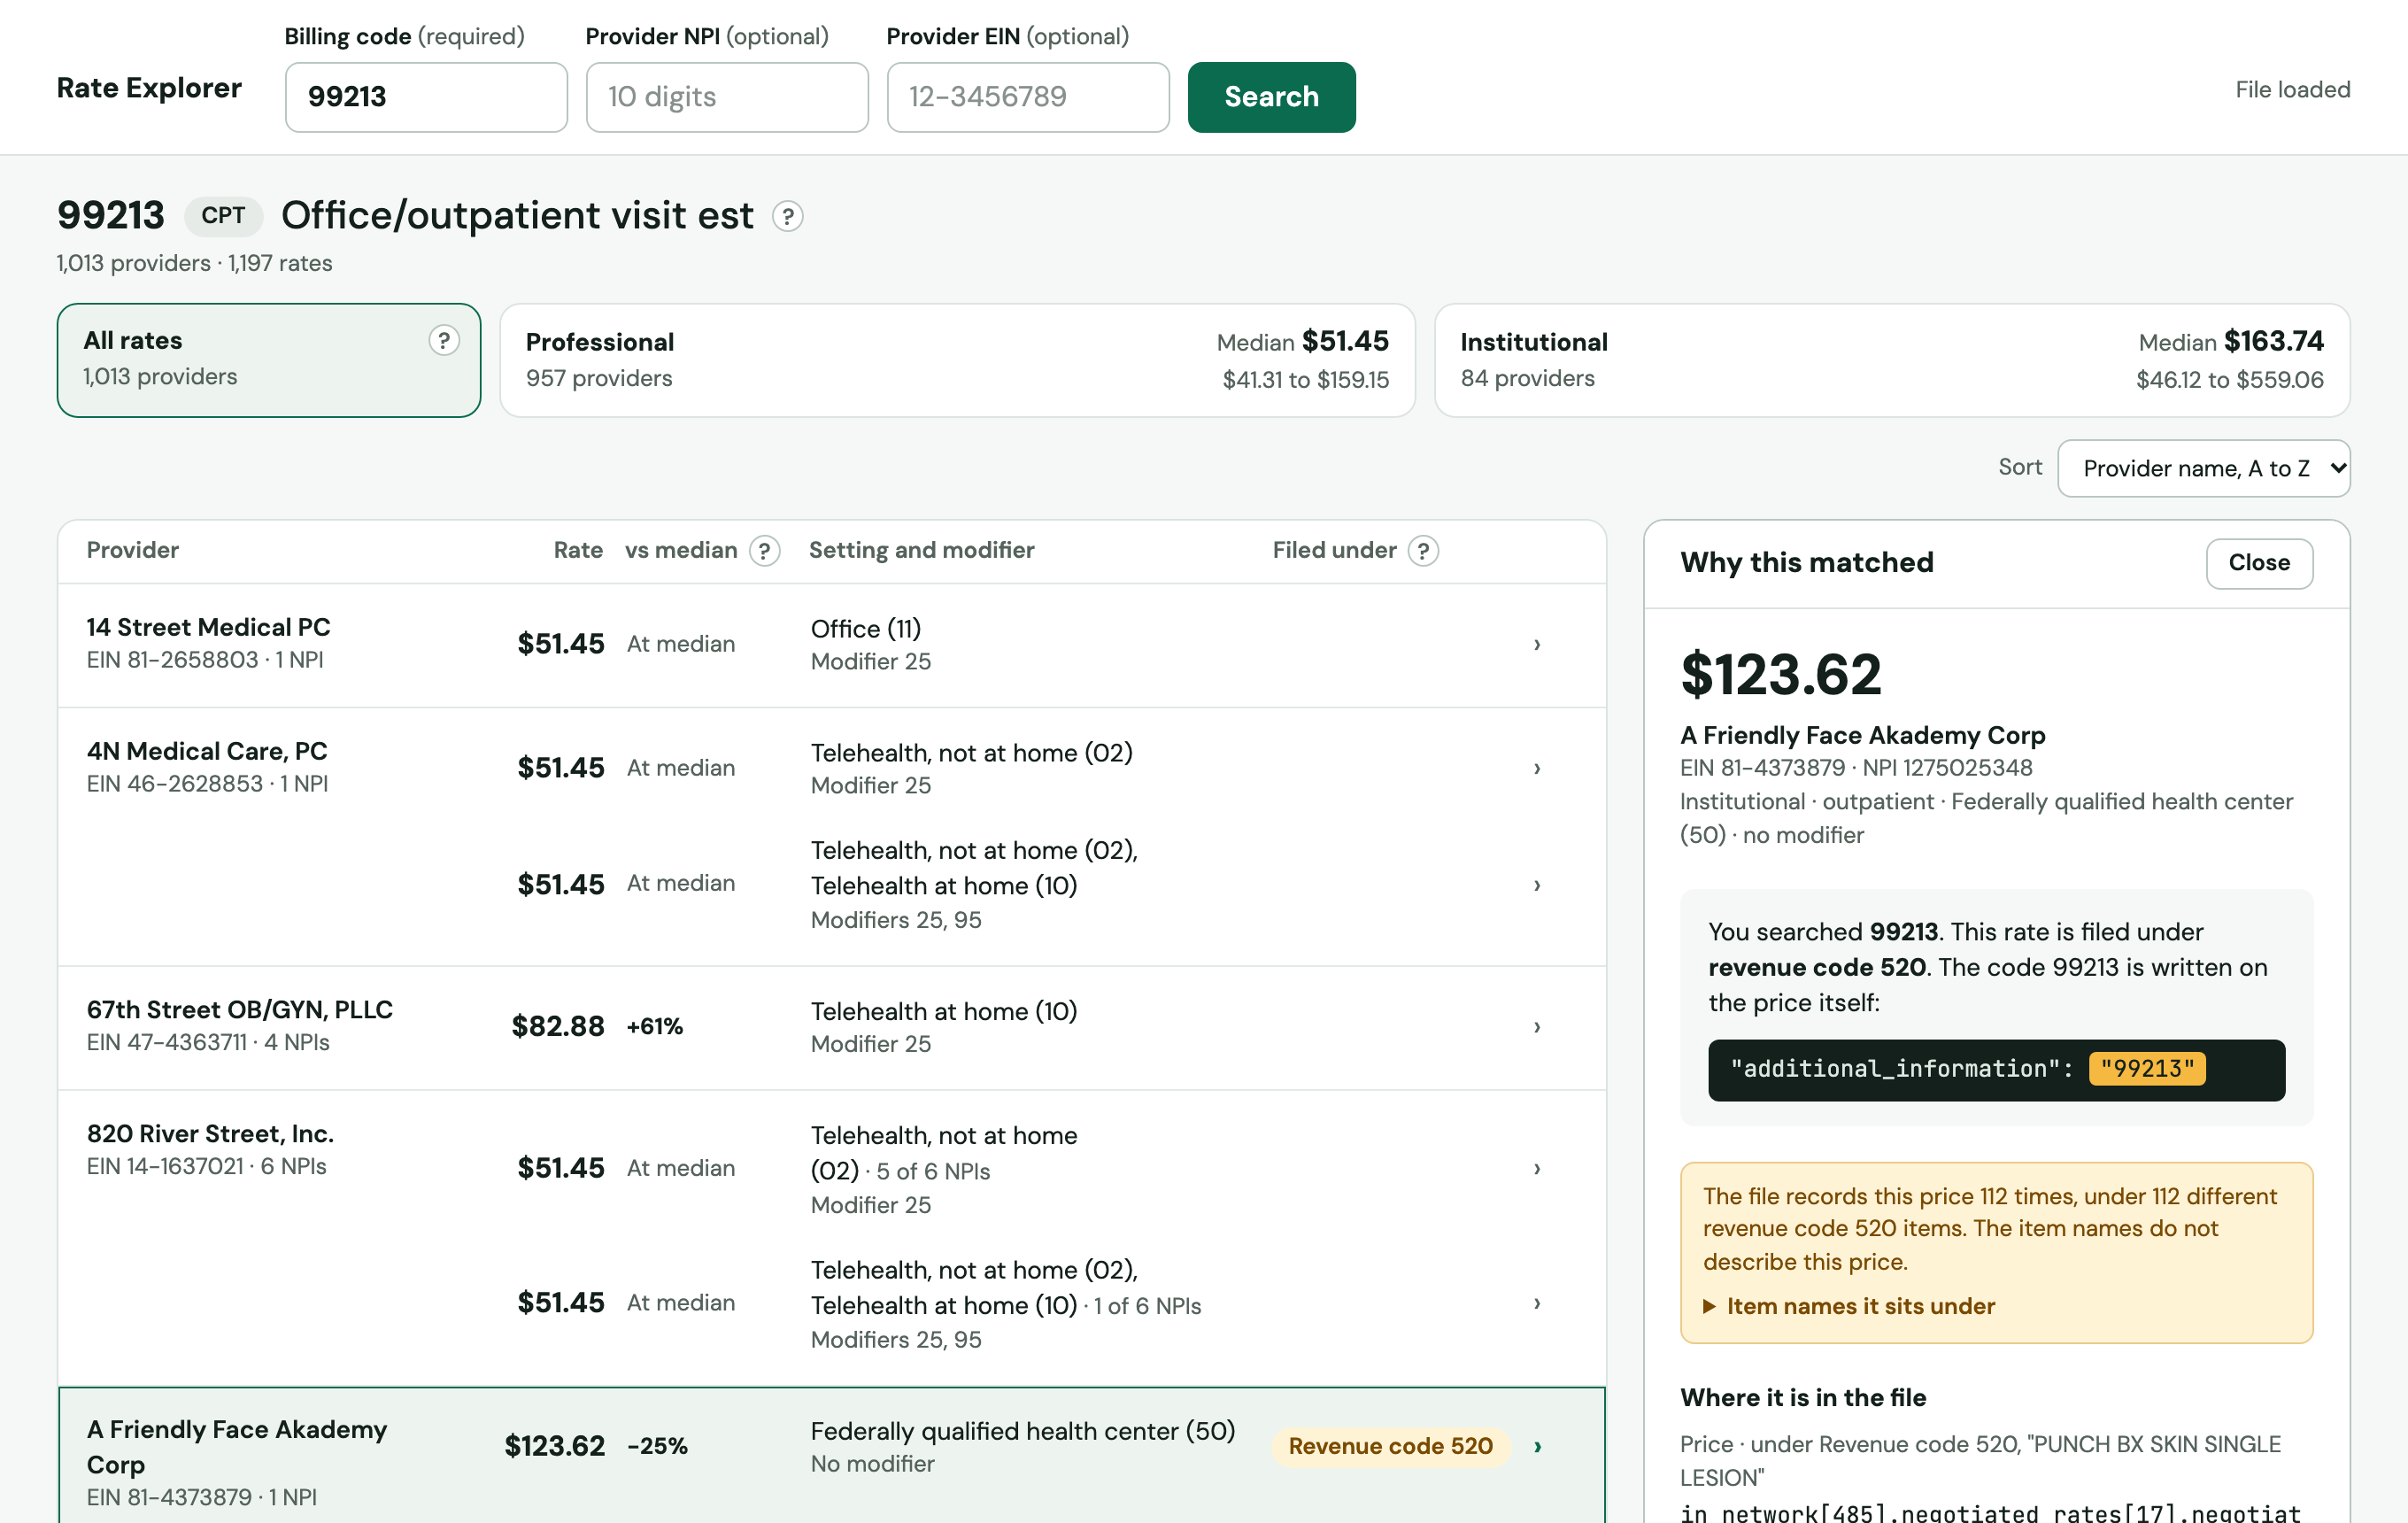 Rate Explorer
Billing code (required)
99213
Provider NPI (optional)
10 digits
Provider EIN (optional)
12-3456789
Search
File loaded
99213 CPT Office/outpatient visit est ?
1,013 providers · 1,197 rates
All rates ?
1,013 providers
Professional
957 providers
Median $51.45
$41.31 to $159.15
Institutional
84 providers
Median $163.74
$46.12 to $559.06
Sort Provider name, A to Z
Provider Rate vs median ? Setting and modifier Filed under ?
14 Street Medical PC
EIN 81-2658803 · 1 NPI
$51.45 At median
Office (11)
Modifier 25
›
4N Medical Care, PC
EIN 46-2628853 · 1 NPI
$51.45 At median
Telehealth, not at home (02)
Modifier 25
›
$51.45 At median
Telehealth, not at home (02),
Telehealth at home (10)
Modifiers 25, 95
›
67th Street OB/GYN, PLLC
EIN 47-4363711 · 4 NPIs
$82.88 +61%
Telehealth at home (10)
Modifier 25
›
820 River Street, Inc.
EIN 14-1637021 · 6 NPIs
$51.45 At median
Telehealth, not at home
(02) · 5 of 6 NPIs
Modifier 25
›
$51.45 At median
Telehealth, not at home (02),
Telehealth at home (10) · 1 of 6 NPIs
Modifiers 25, 95
›
A Friendly Face Akademy
Corp
EIN 81-4373879 · 1 NPI
$123.62 -25%
Federally qualified health center (50)
No modifier
Revenue code 520 ›
Why this matched
Close
$123.62
A Friendly Face Akademy Corp
EIN 81-4373879 · NPI 1275025348
Institutional · outpatient · Federally qualified health center
(50) · no modifier
You searched 99213. This rate is filed under
revenue code 520. The code 99213 is written on
the price itself:
"additional_information": "99213"
The file records this price 112 times, under 112 different
revenue code 520 items. The item names do not
describe this price.
▶ Item names it sits under
Where it is in the file
Price · under Revenue code 520, "PUNCH BX SKIN SINGLE
LESION"
in_network[485].negotiated_rates[17].negotiat